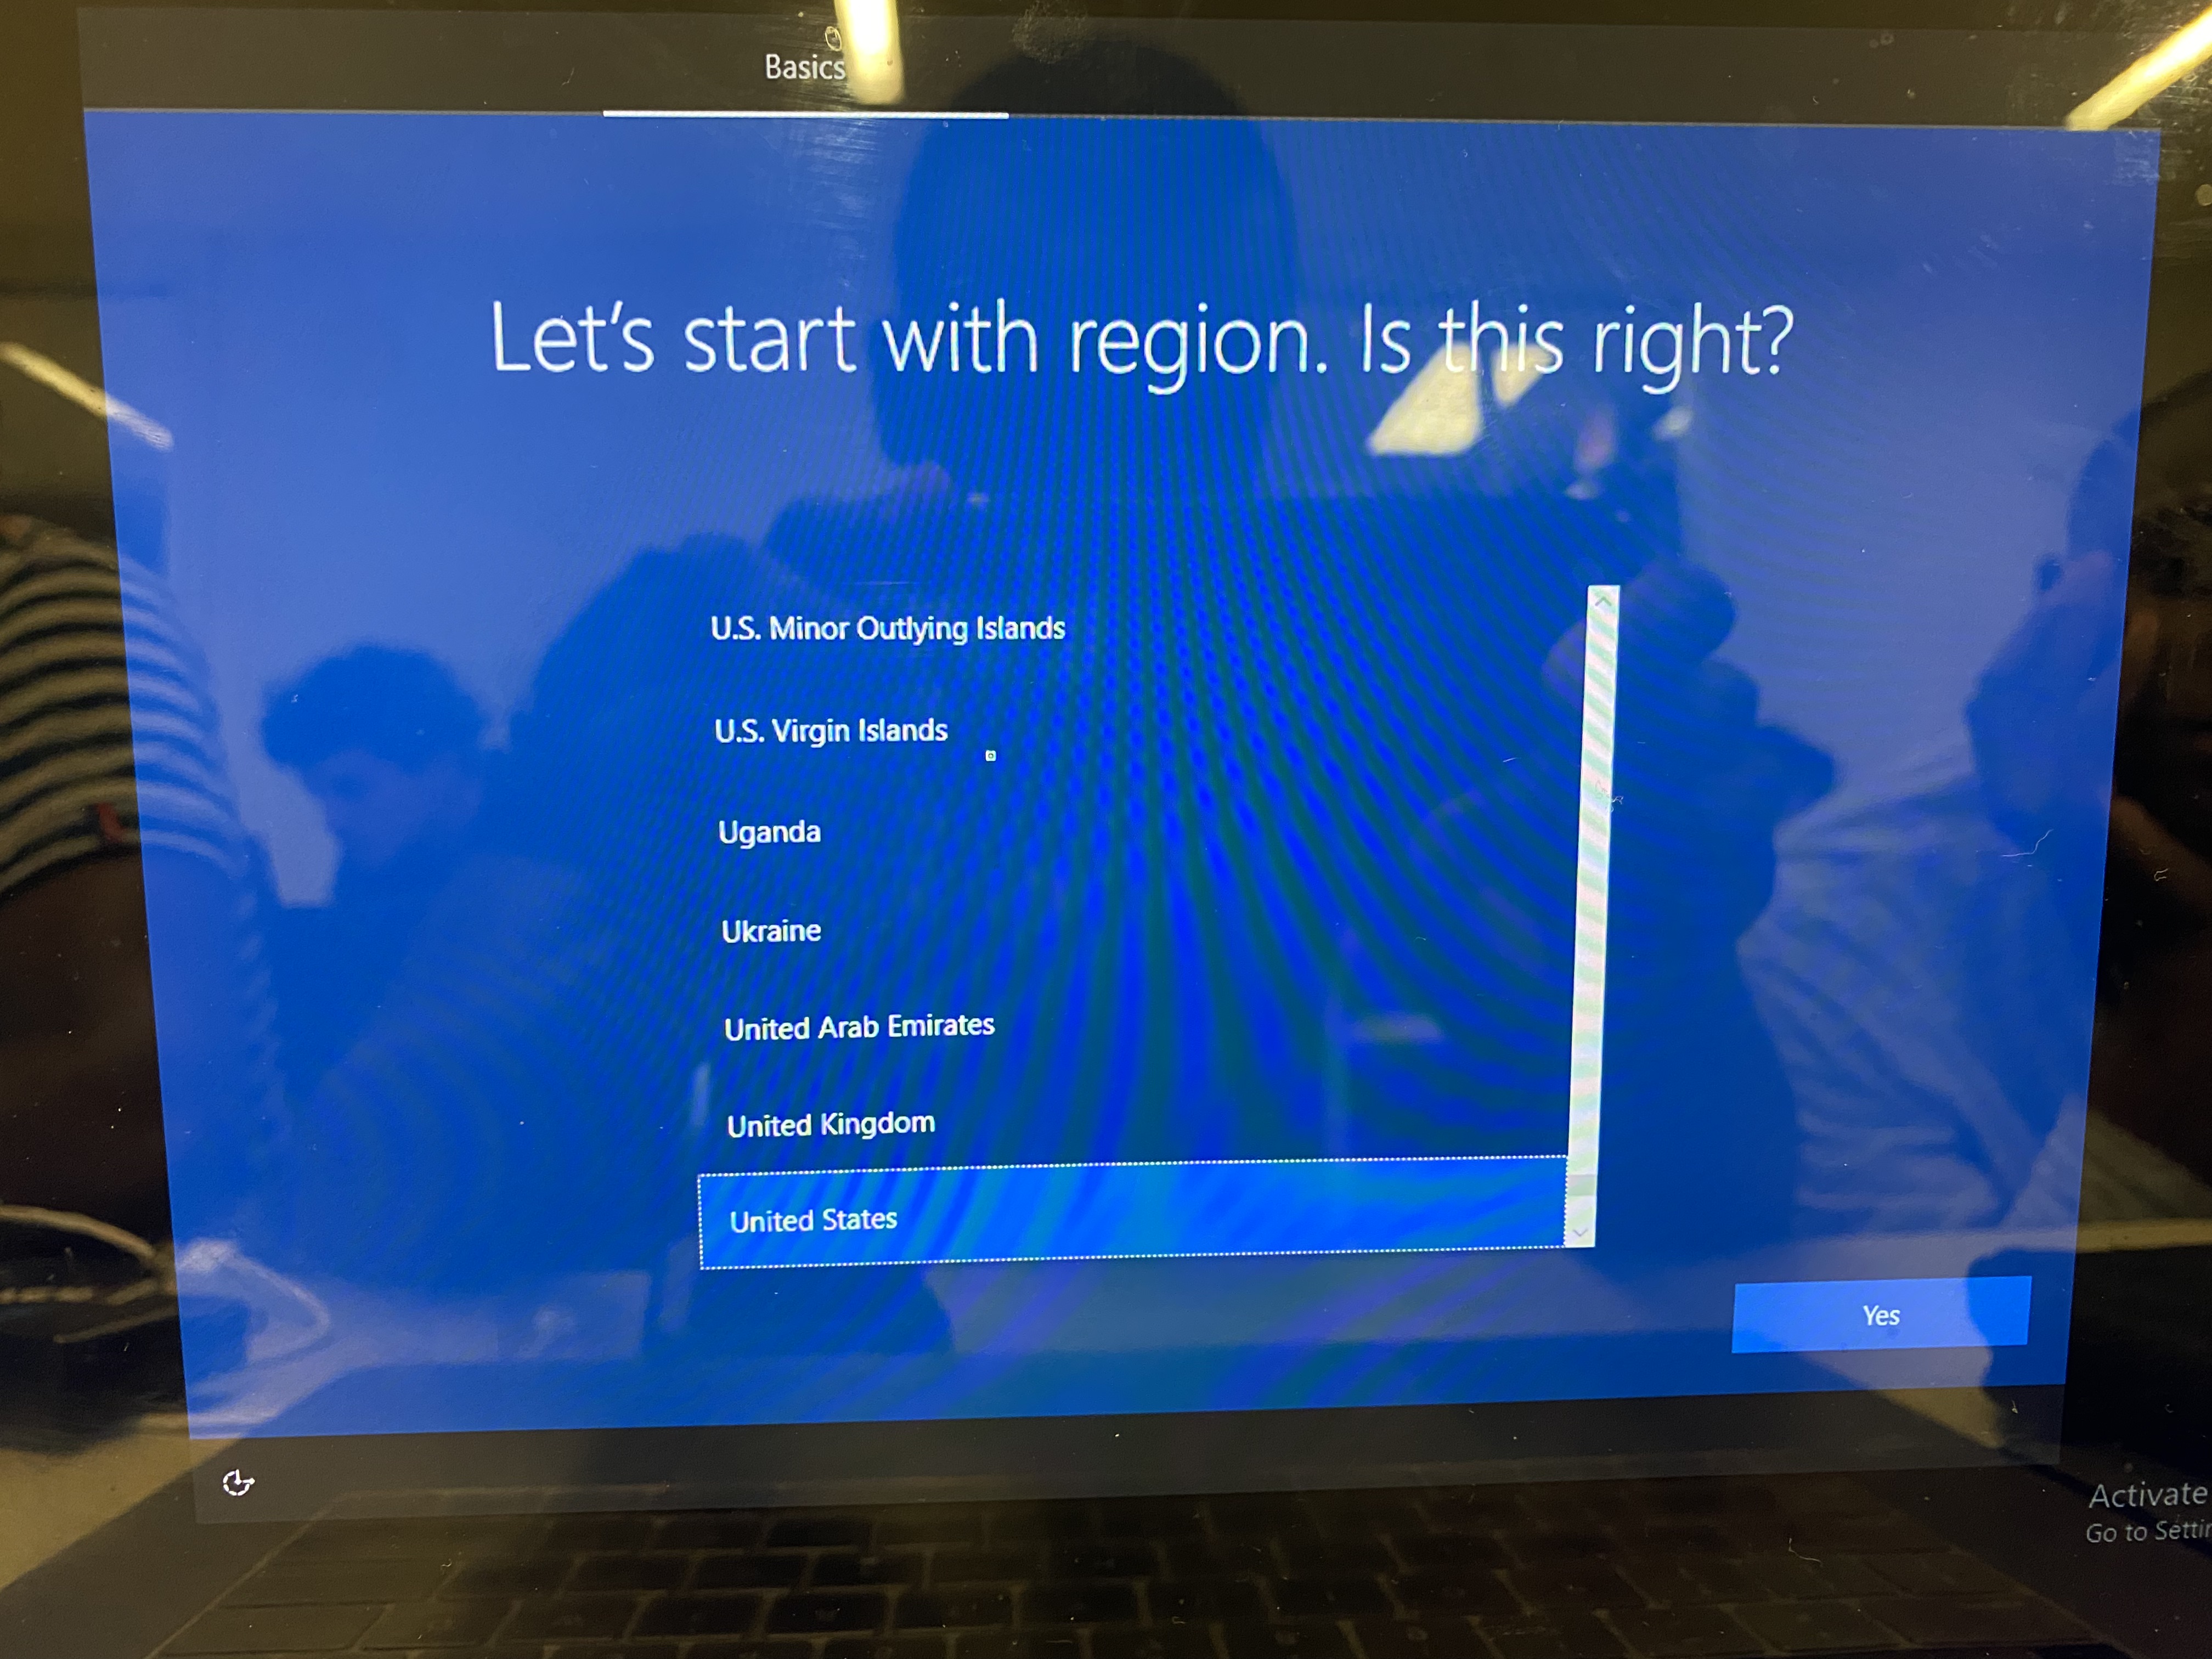 Basics
Let's start with region. Is this right?
U.S. Minor Outlying Islands
U.S. Virgin Islands
Uganda
Ukraine
United Arab Emirates
United Kingdom
United States
Yes
Activate
Go to Settin